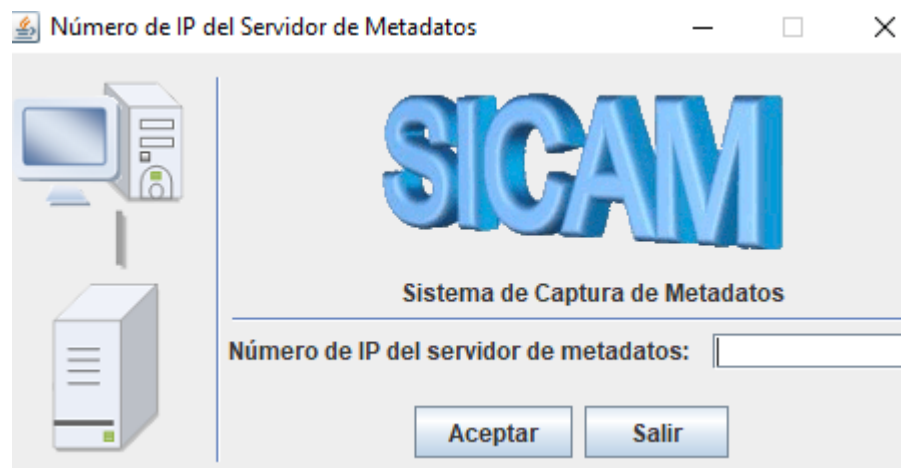 Número de IP del Servidor de Metadatos
SICAM
Sistema de Captura de Metadatos
Número de IP del servidor de metadatos:
Aceptar Salir